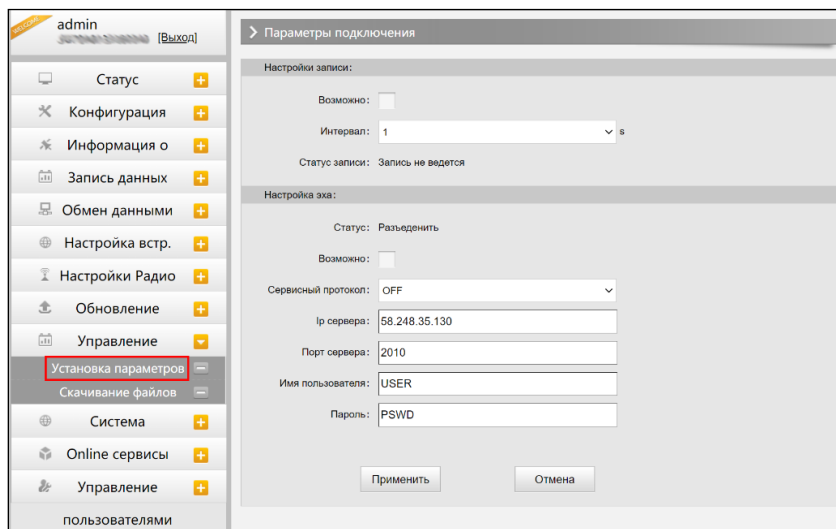 WELCOME
admin
[Выход]
Статус
Конфигурация
Информация о
Запись данных
Обмен данными
Настройка встр.
Настройки Радио
Обновление
Управление
Установка параметров
Скачивание файлов
Система
Online сервисы
Управление
пользователями
Параметры подключения
Настройки записи:
Возможно:
Интервал: 1 s
Статус записи: Запись не ведется
Настройка эха:
Статус: Разъеденить
Возможно:
Сервисный протокол: OFF
Ip сервера: 58.248.35.130
Порт сервера: 2010
Имя пользователя: USER
Пароль: PSWD
Применить Отмена